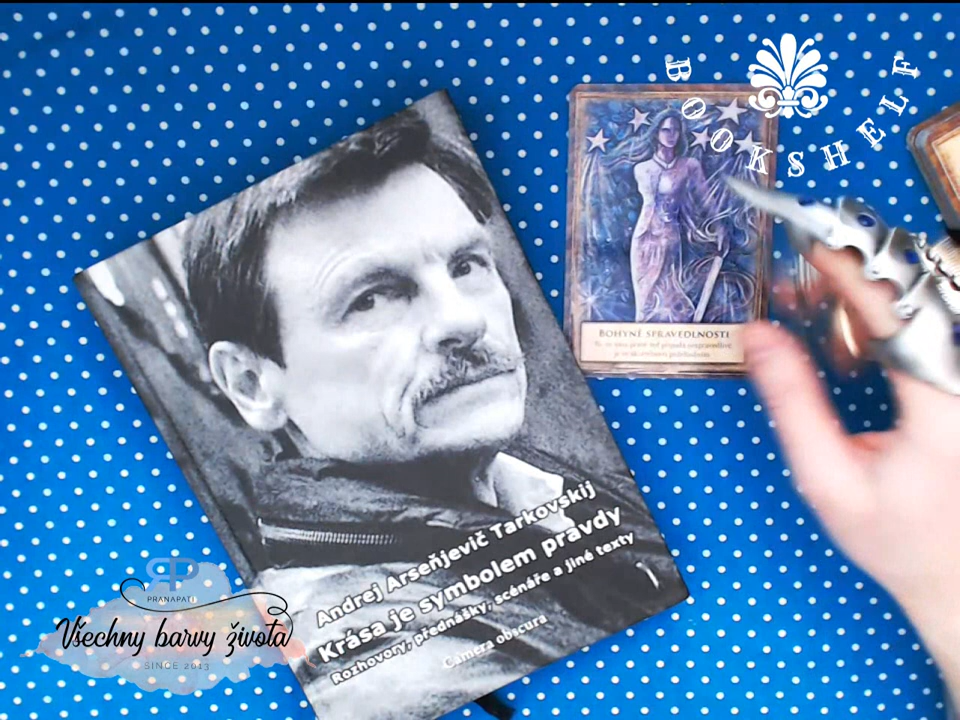 BOOKSHELF
BOHYNĚ SPRAVEDLNOSTI
Andrej Arseňjevič Tarkovskij
Krása je symbolem pravdy
Rozhovory, přednášky, scénáře a jiné texty
Camera obscura
RP
PRANAPATI
Všechny barvy života
SINCE 2013